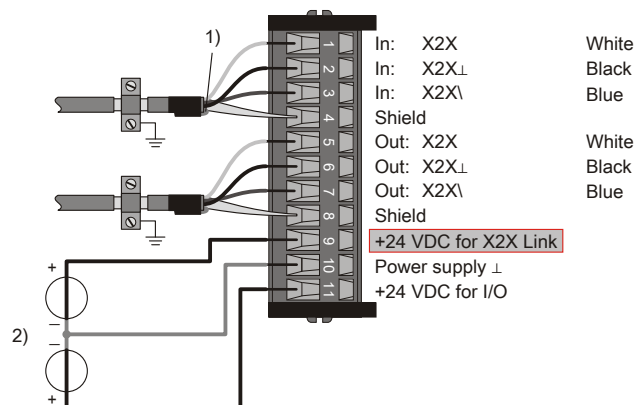 1)
1 In: X2X White
2 In: X2X⊥ Black
3 In: X2X\ Blue
4 Shield
5 Out: X2X White
6 Out: X2X⊥ Black
7 Out: X2X\ Blue
8 Shield
9 +24 VDC for X2X Link
10 Power supply ⊥
11 +24 VDC for I/O
+
2)
–
–
+